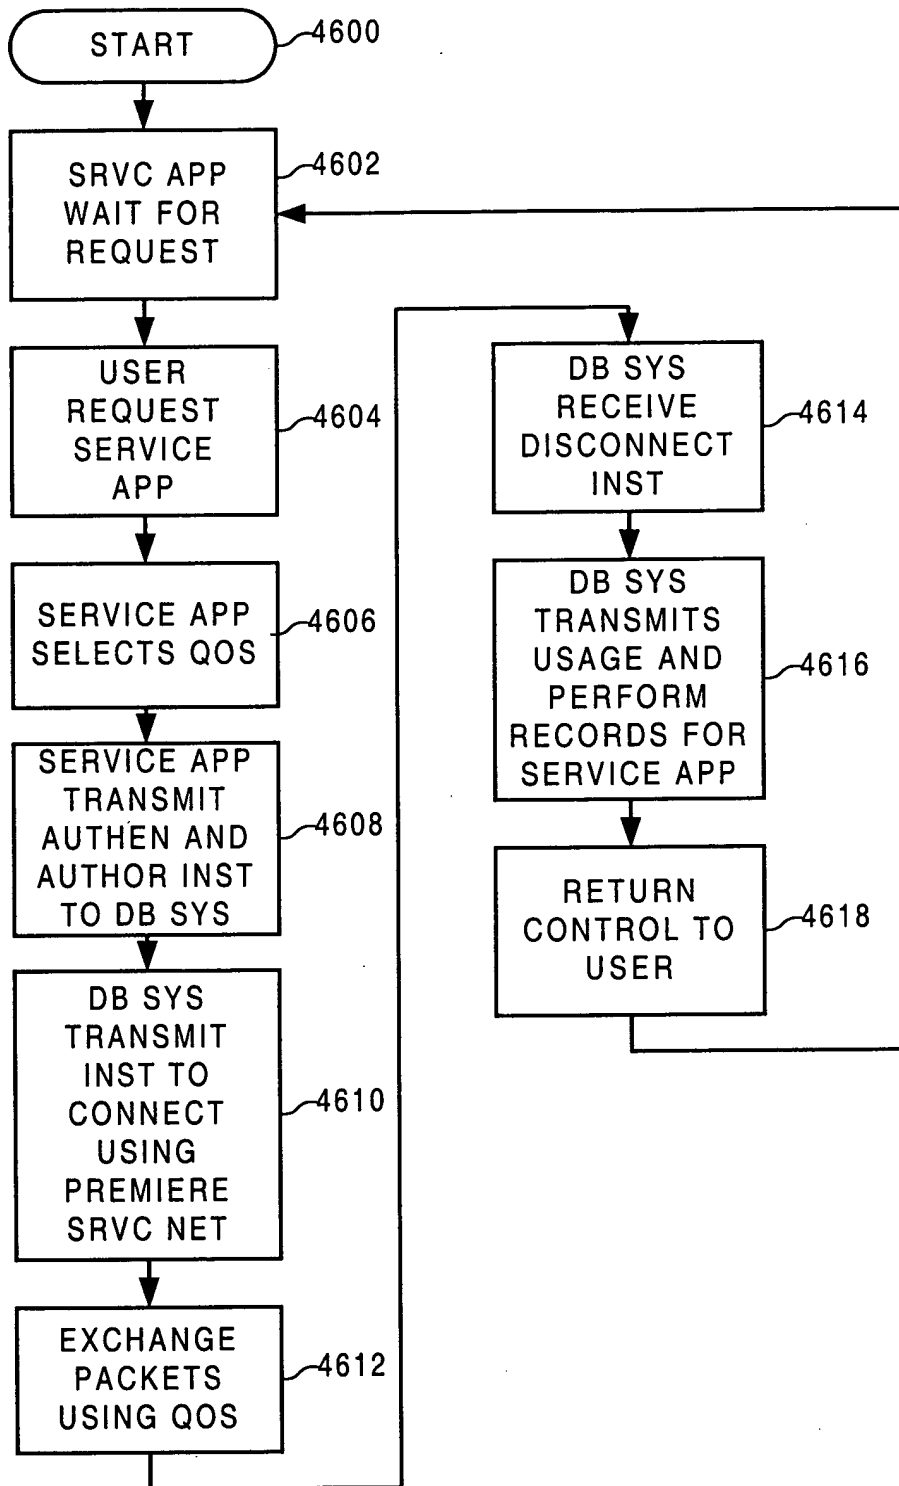 START
4600
SRVC APP
WAIT FOR
REQUEST
4602
USER
REQUEST
SERVICE
APP
4604
SERVICE APP
SELECTS QOS
4606
SERVICE APP
TRANSMIT
AUTHEN AND
AUTHOR INST
TO DB SYS
4608
DB SYS
TRANSMIT
INST TO
CONNECT
USING
PREMIERE
SRVC NET
4610
EXCHANGE
PACKETS
USING QOS
4612
DB SYS
RECEIVE
DISCONNECT
INST
4614
DB SYS
TRANSMITS
USAGE AND
PERFORM
RECORDS FOR
SERVICE APP
4616
RETURN
CONTROL TO
USER
4618